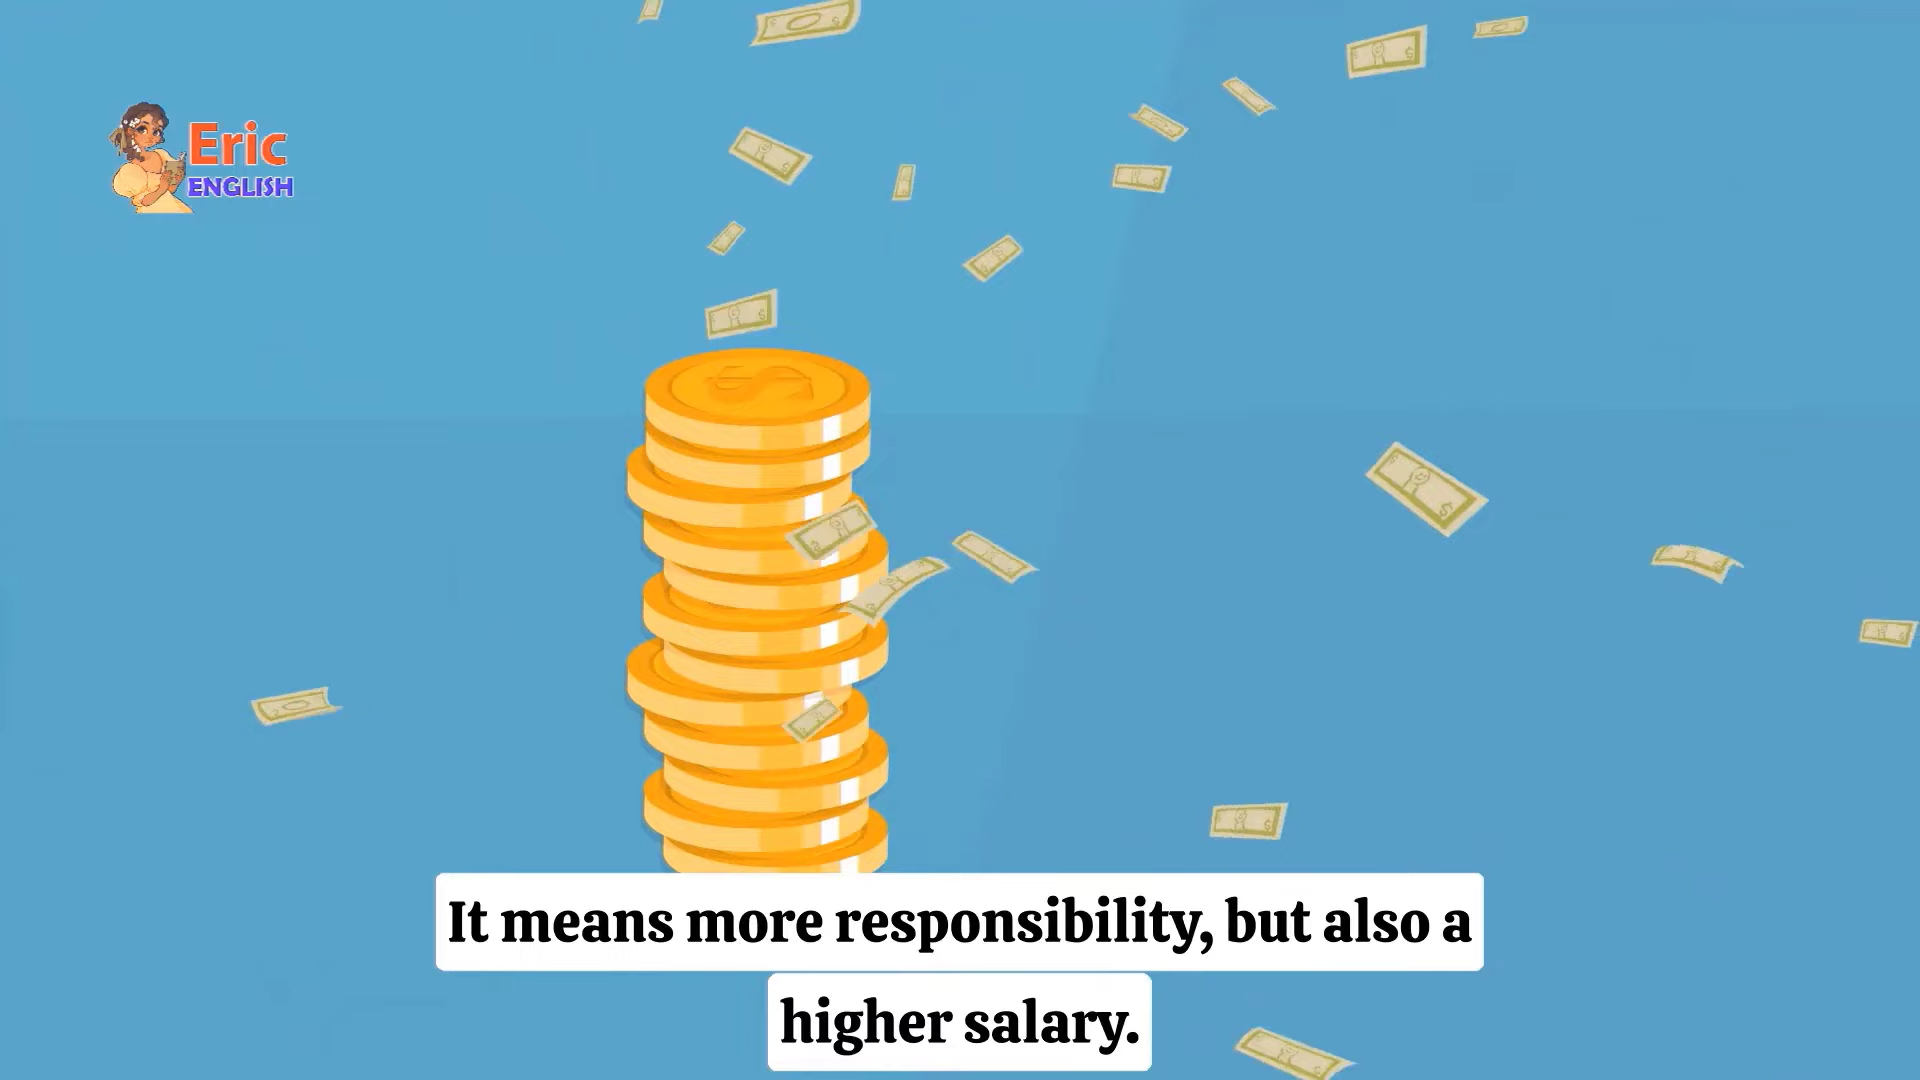 Eric
ENGLISH
It means more responsibility, but also a
higher salary.